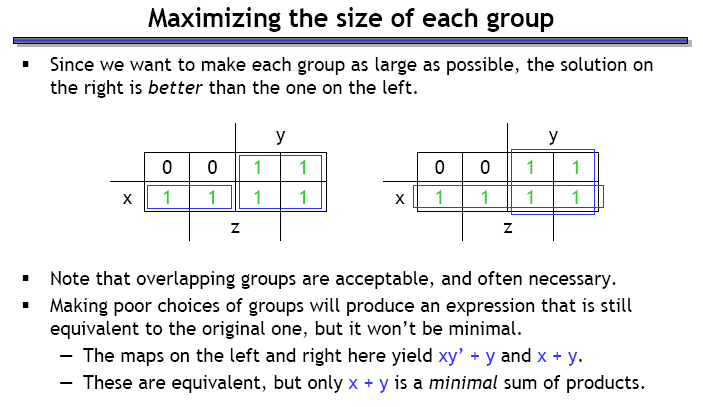 Maximizing the size of each group
▪ Since we want to make each group as large as possible, the solution on
the right is better than the one on the left.
y y
0 0 1 1 0 0 1 1
x 1 1 1 1 x 1 1 1 1
z z
▪ Note that overlapping groups are acceptable, and often necessary.
▪ Making poor choices of groups will produce an expression that is still
equivalent to the original one, but it won’t be minimal.
— The maps on the left and right here yield xy’ + y and x + y.
— These are equivalent, but only x + y is a minimal sum of products.